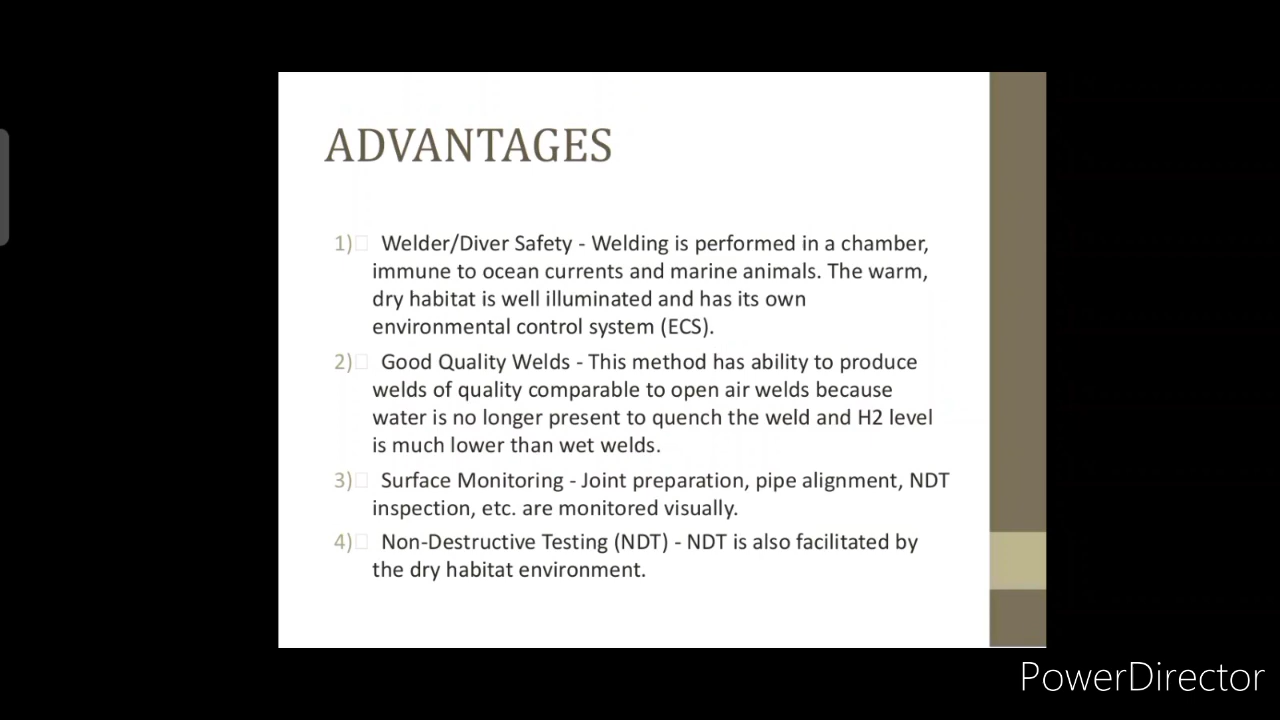 ADVANTAGES
1) Welder/Diver Safety - Welding is performed in a chamber,
immune to ocean currents and marine animals. The warm,
dry habitat is well illuminated and has its own
environmental control system (ECS).
2) Good Quality Welds - This method has ability to produce
welds of quality comparable to open air welds because
water is no longer present to quench the weld and H2 level
is much lower than wet welds.
3) Surface Monitoring - Joint preparation, pipe alignment, NDT
inspection, etc. are monitored visually.
4) Non-Destructive Testing (NDT) - NDT is also facilitated by
the dry habitat environment.
PowerDirector